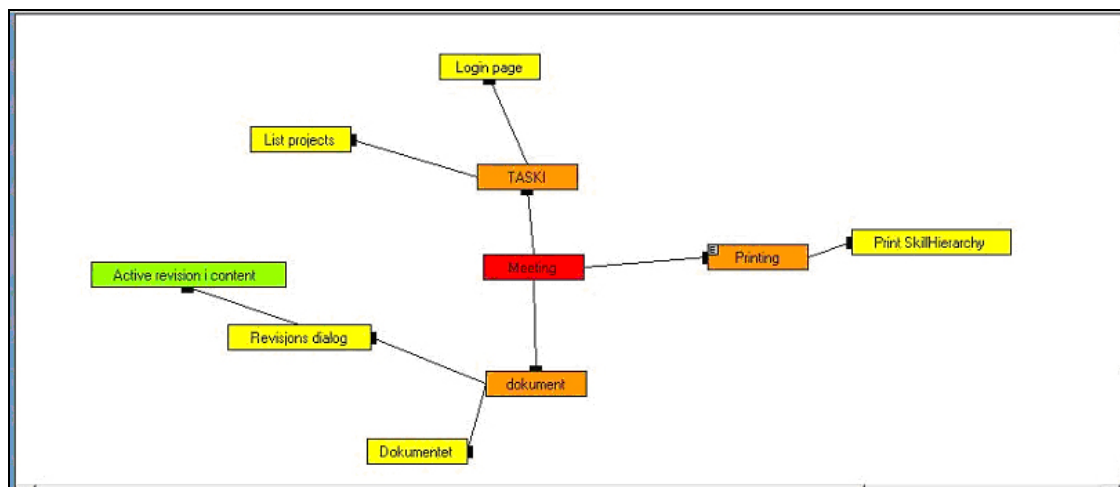 Login page
List projects
TASKI
Print SkillHierarchy
Printing
Meeting
Active revision i content
Revisjons dialog
dokument
Dokumentet